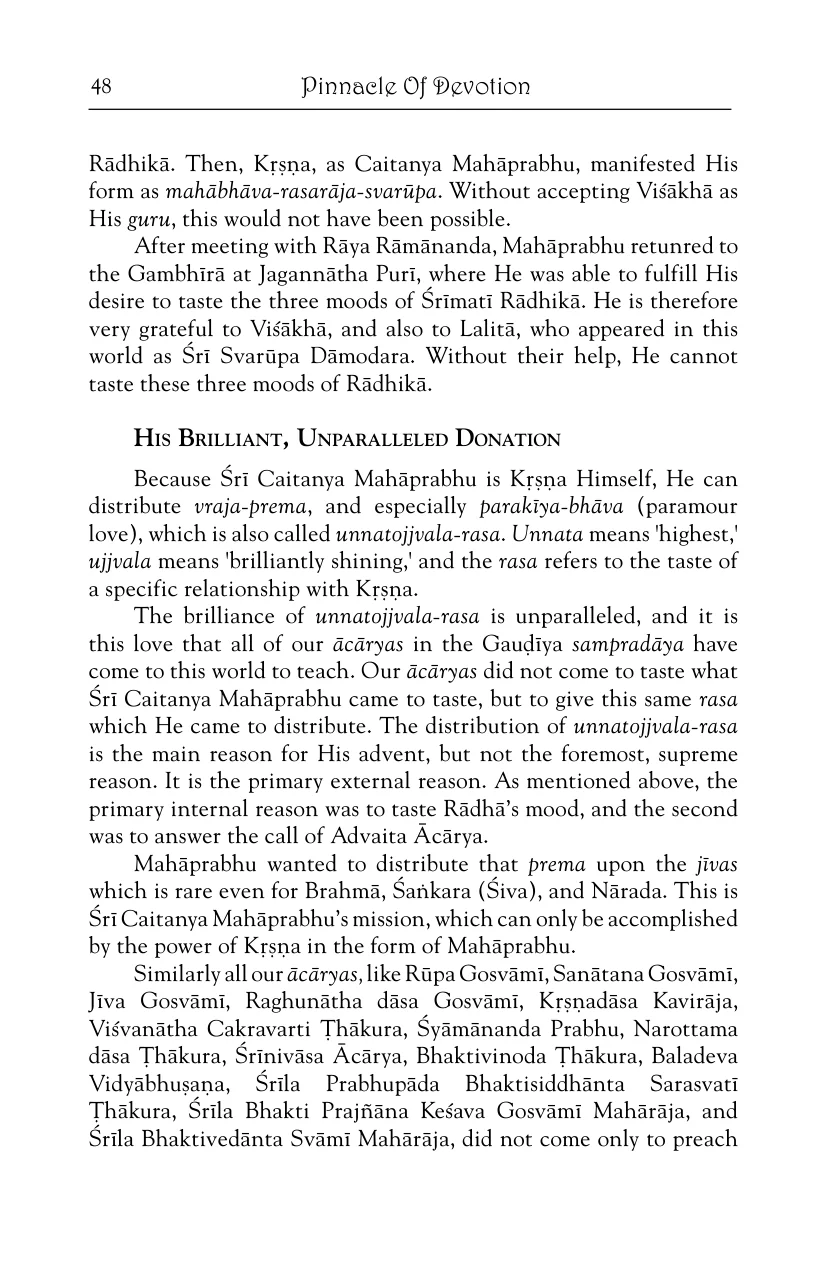 48 Pinnacle Of Devotion
Rādhikā. Then, Kṛṣṇa, as Caitanya Mahāprabhu, manifested His
form as mahābhāva-rasarāja-svarūpa. Without accepting Viśākhā as
His guru, this would not have been possible.
After meeting with Rāya Rāmānanda, Mahāprabhu retunred to
the Gambhīrā at Jagannātha Purī, where He was able to fulfill His
desire to taste the three moods of Śrīmatī Rādhikā. He is therefore
very grateful to Viśākhā, and also to Lalitā, who appeared in this
world as Śrī Svarūpa Dāmodara. Without their help, He cannot
taste these three moods of Rādhikā.
His Brilliant, Unparalleled Donation
Because Śrī Caitanya Mahāprabhu is Kṛṣṇa Himself, He can
distribute vraja-prema, and especially parakīya-bhāva (paramour
love), which is also called unnatojjvala-rasa. Unnata means 'highest,'
ujjvala means 'brilliantly shining,' and the rasa refers to the taste of
a specific relationship with Kṛṣṇa.
The brilliance of unnatojjvala-rasa is unparalleled, and it is
this love that all of our ācāryas in the Gauḍīya sampradāya have
come to this world to teach. Our ācāryas did not come to taste what
Śrī Caitanya Mahāprabhu came to taste, but to give this same rasa
which He came to distribute. The distribution of unnatojjvala-rasa
is the main reason for His advent, but not the foremost, supreme
reason. It is the primary external reason. As mentioned above, the
primary internal reason was to taste Rādhā’s mood, and the second
was to answer the call of Advaita Ācārya.
Mahāprabhu wanted to distribute that prema upon the jīvas
which is rare even for Brahmā, Śaṅkara (Śiva), and Nārada. This is
Śrī Caitanya Mahāprabhu’s mission, which can only be accomplished
by the power of Kṛṣṇa in the form of Mahāprabhu.
Similarly all our ācāryas, like Rūpa Gosvāmī, Sanātana Gosvāmī,
Jīva Gosvāmī, Raghunātha dāsa Gosvāmī, Kṛṣṇadāsa Kavirāja,
Viśvanātha Cakravarti Ṭhākura, Śyāmānanda Prabhu, Narottama
dāsa Ṭhākura, Śrīnivāsa Ācārya, Bhaktivinoda Ṭhākura, Baladeva
Vidyābhuṣaṇa, Śrīla Prabhupāda Bhaktisiddhānta Sarasvatī
Ṭhākura, Śrīla Bhakti Prajñāna Keśava Gosvāmī Mahārāja, and
Śrīla Bhaktivedānta Svāmī Mahārāja, did not come only to preach